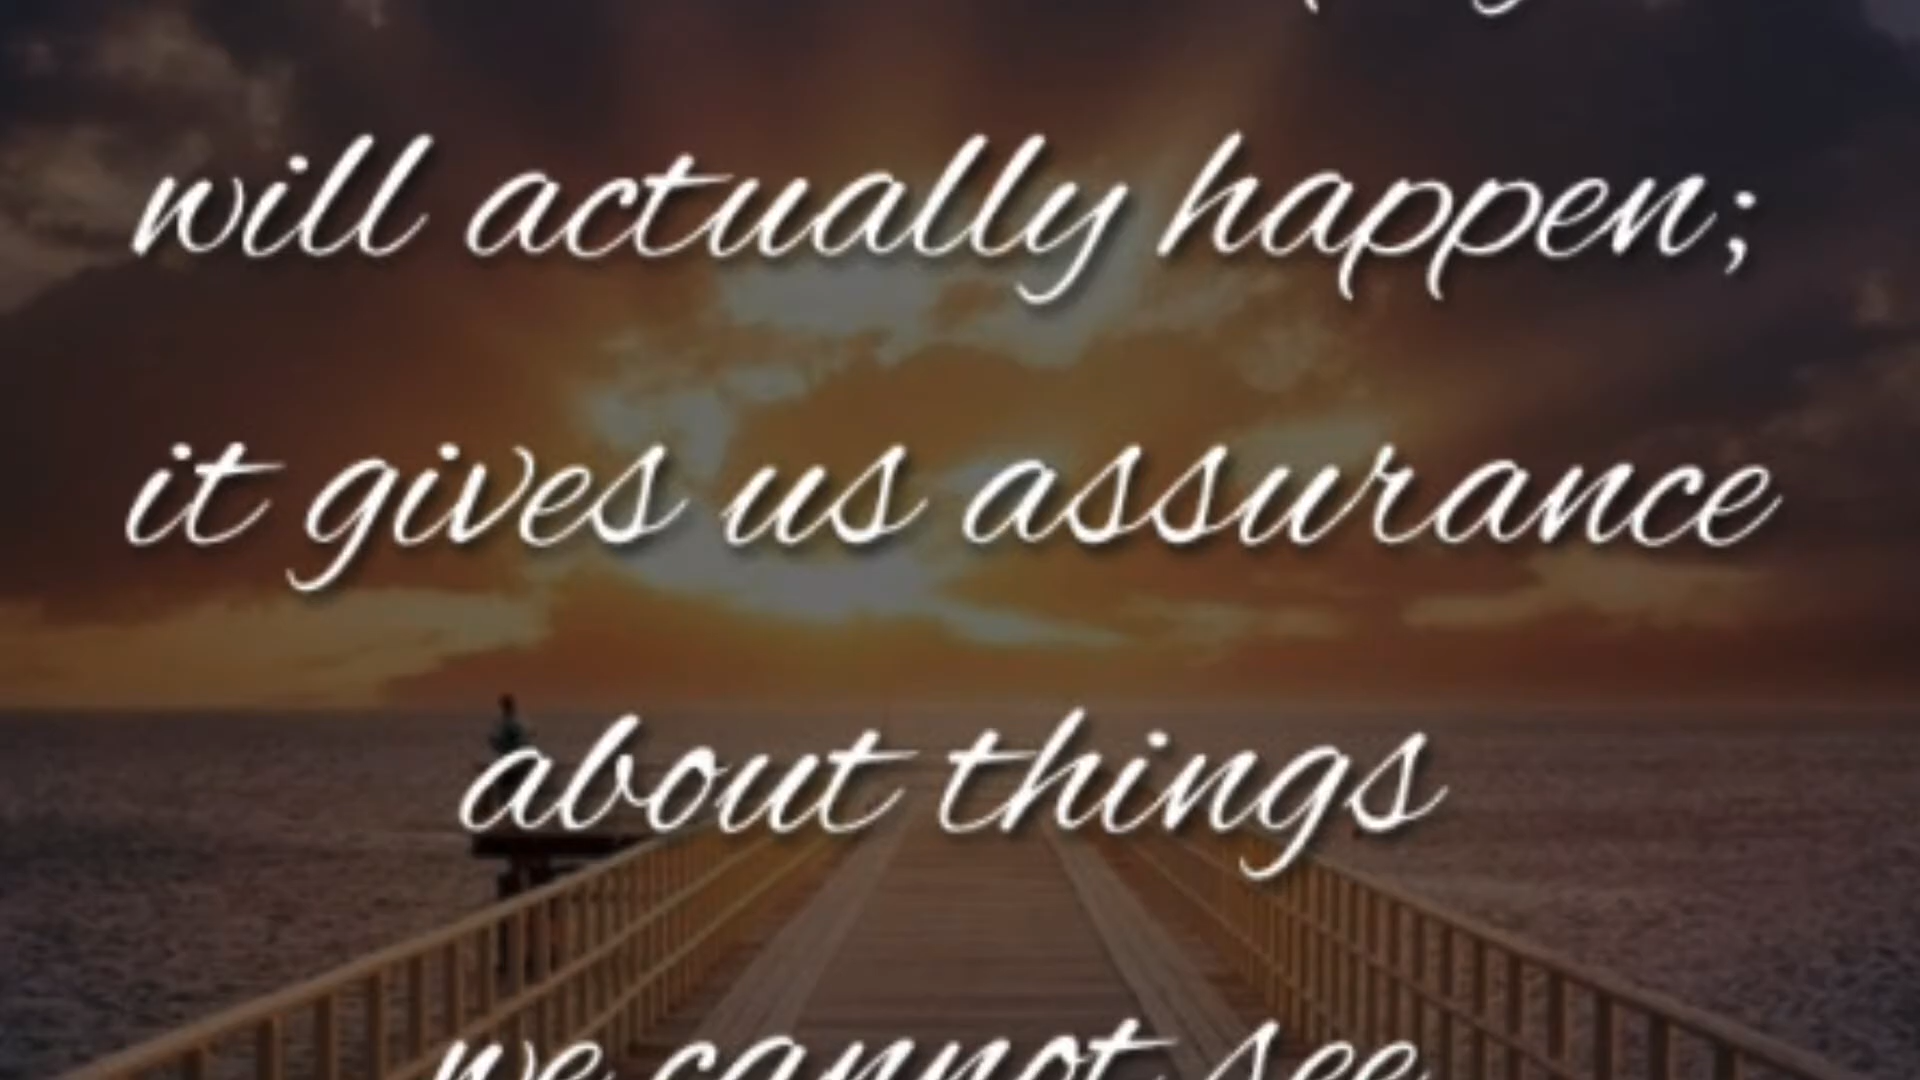 will actually happen;
it gives us assurance
about things
we cannot see